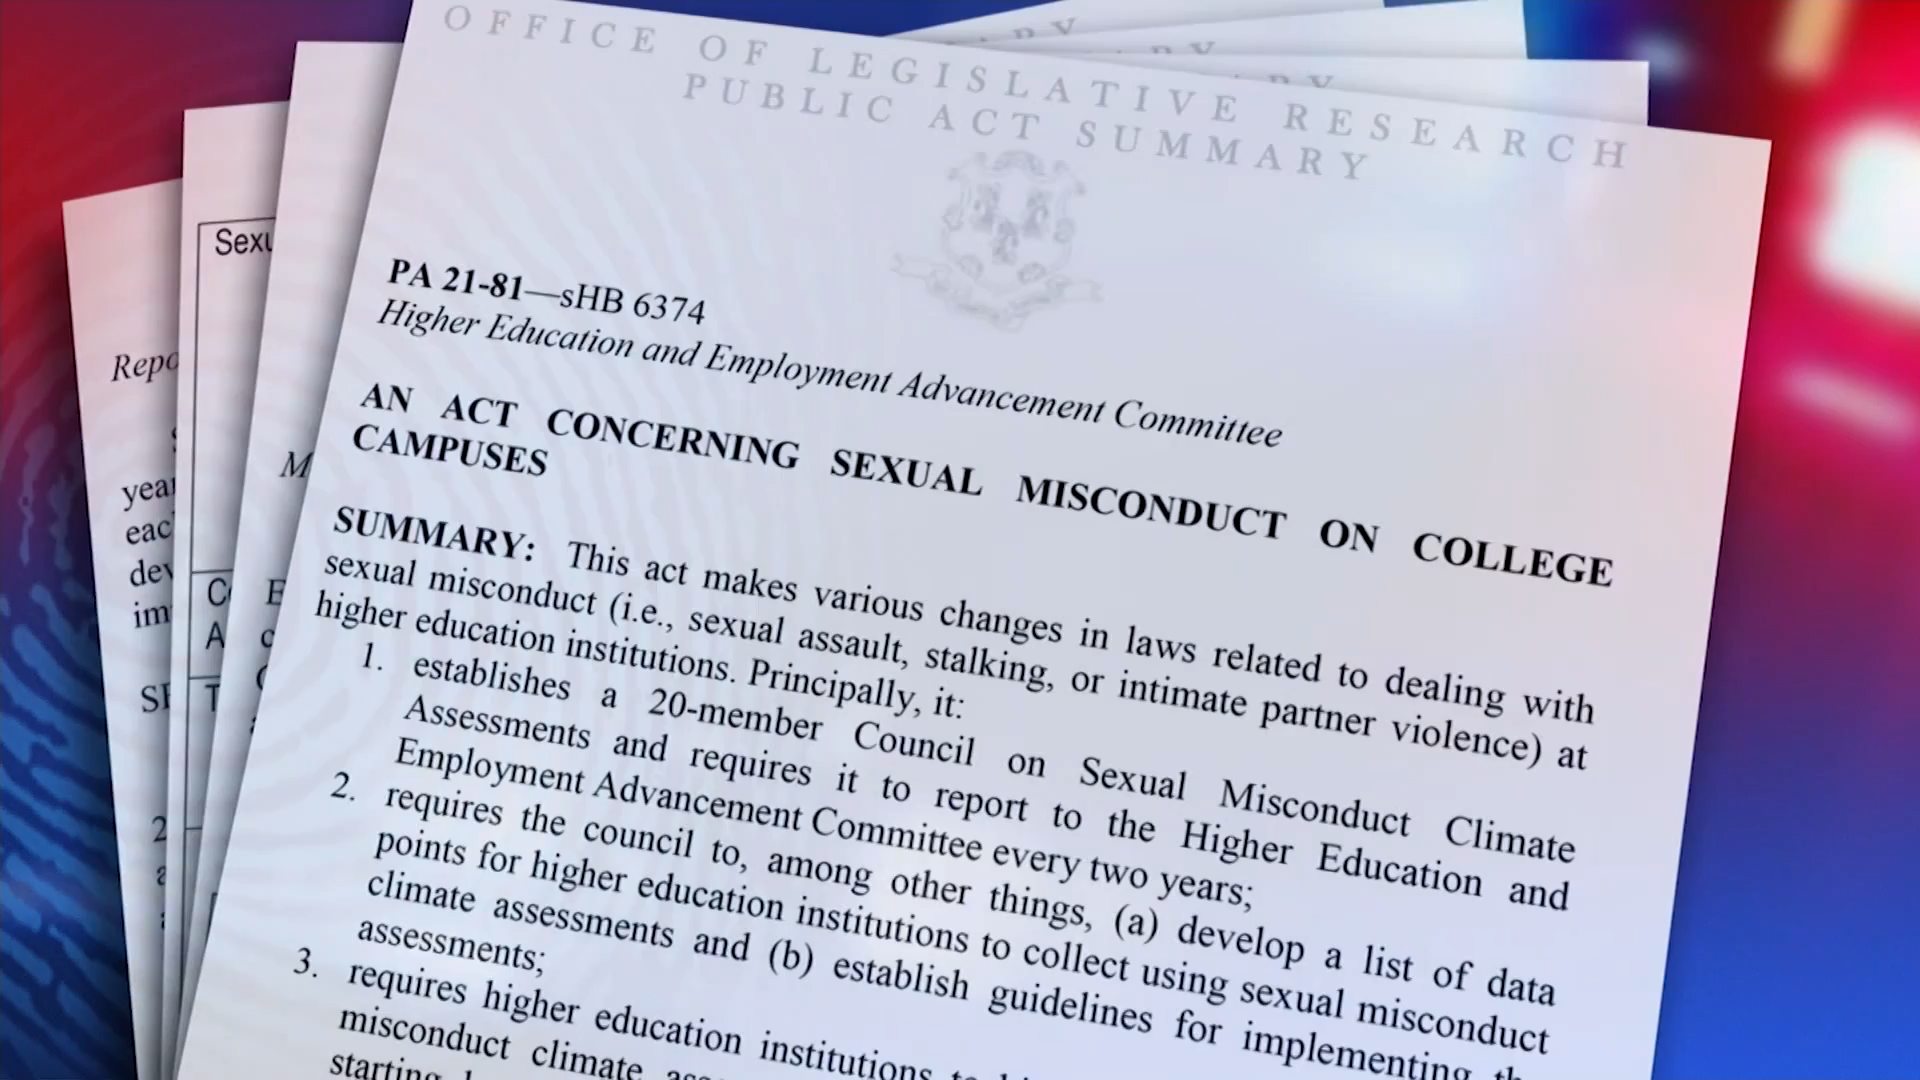 OFFICE OF LEGISLATIVE RESEARCH
PUBLIC ACT SUMMARY
PA 21-81—sHB 6374
Higher Education and Employment Advancement Committee
AN ACT CONCERNING SEXUAL MISCONDUCT ON COLLEGE
CAMPUSES
SUMMARY: This act makes various changes in laws related to dealing with
sexual misconduct (i.e., sexual assault, stalking, or intimate partner violence) at
higher education institutions. Principally, it:
1. establishes a 20-member Council on Sexual Misconduct Climate
Assessments and requires it to report to the Higher Education and
Employment Advancement Committee every two years;
2. requires the council to, among other things, (a) develop a list of data
points for higher education institutions to collect using sexual misconduct
climate assessments and (b) establish guidelines for implementing
assessments;
3. requires higher education institutions
misconduct climate
starting